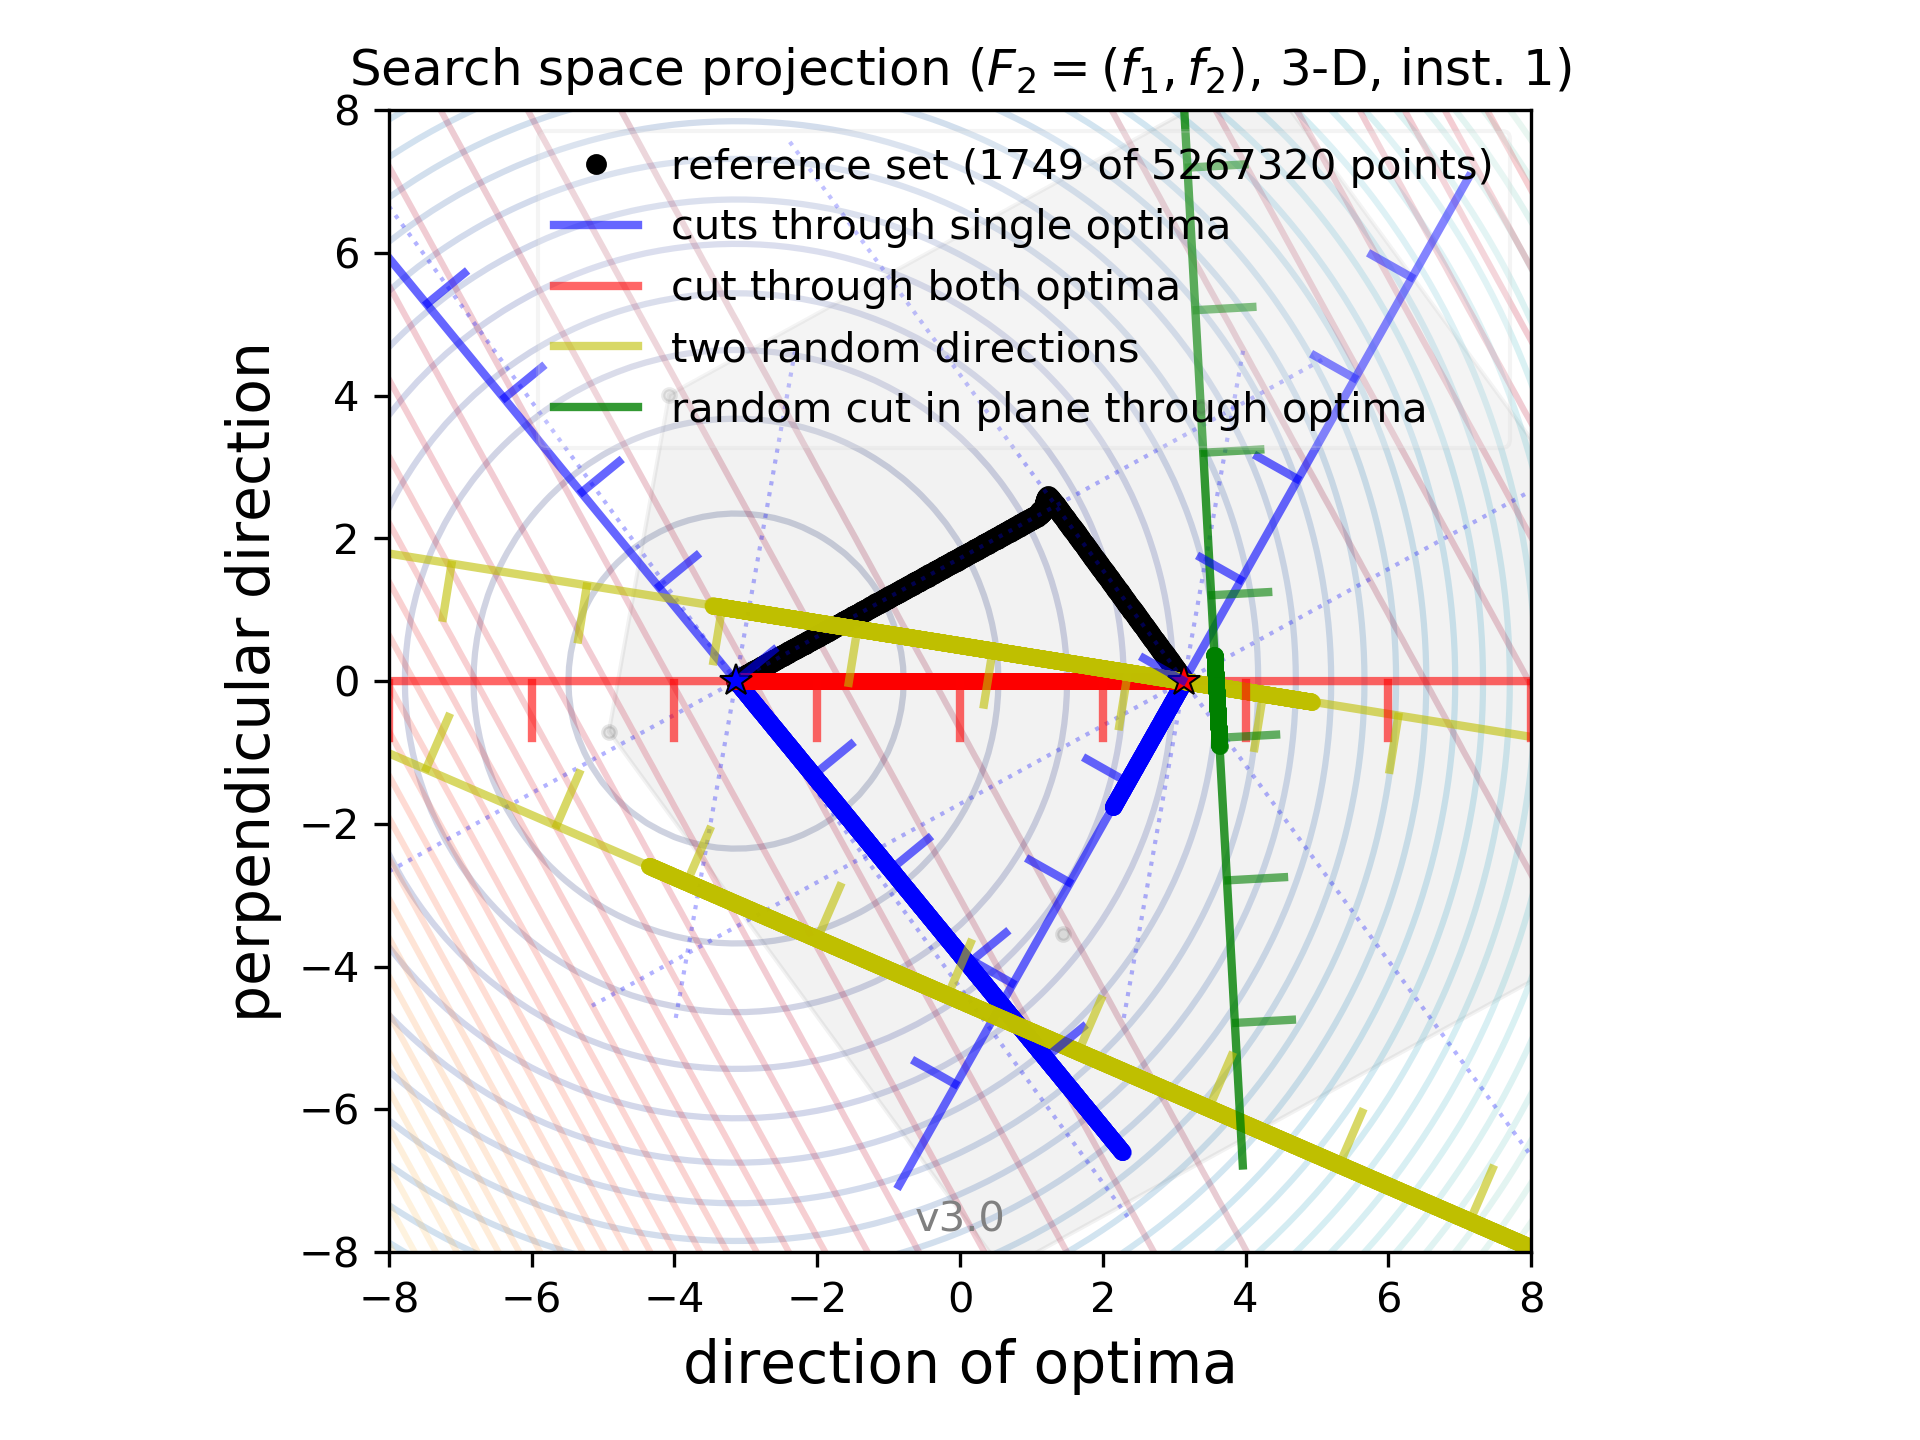 Search space projection (F₂ = (f₁, f₂), 3-D, inst. 1)
reference set (1749 of 5267320 points)
cuts through single optima
cut through both optima
two random directions
random cut in plane through optima
8
6
4
2
0
−2
−4
−6
−8
perpendicular direction
v3.0
−8 −6 −4 −2 0 2 4 6 8
direction of optima